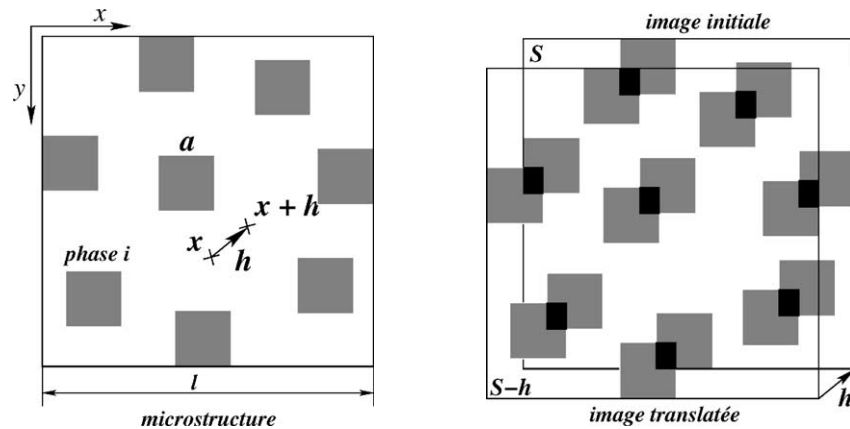 x
y
a
x + h
x
h
phase i
l
microstructure
image initiale
S
S−h
h
image translatée